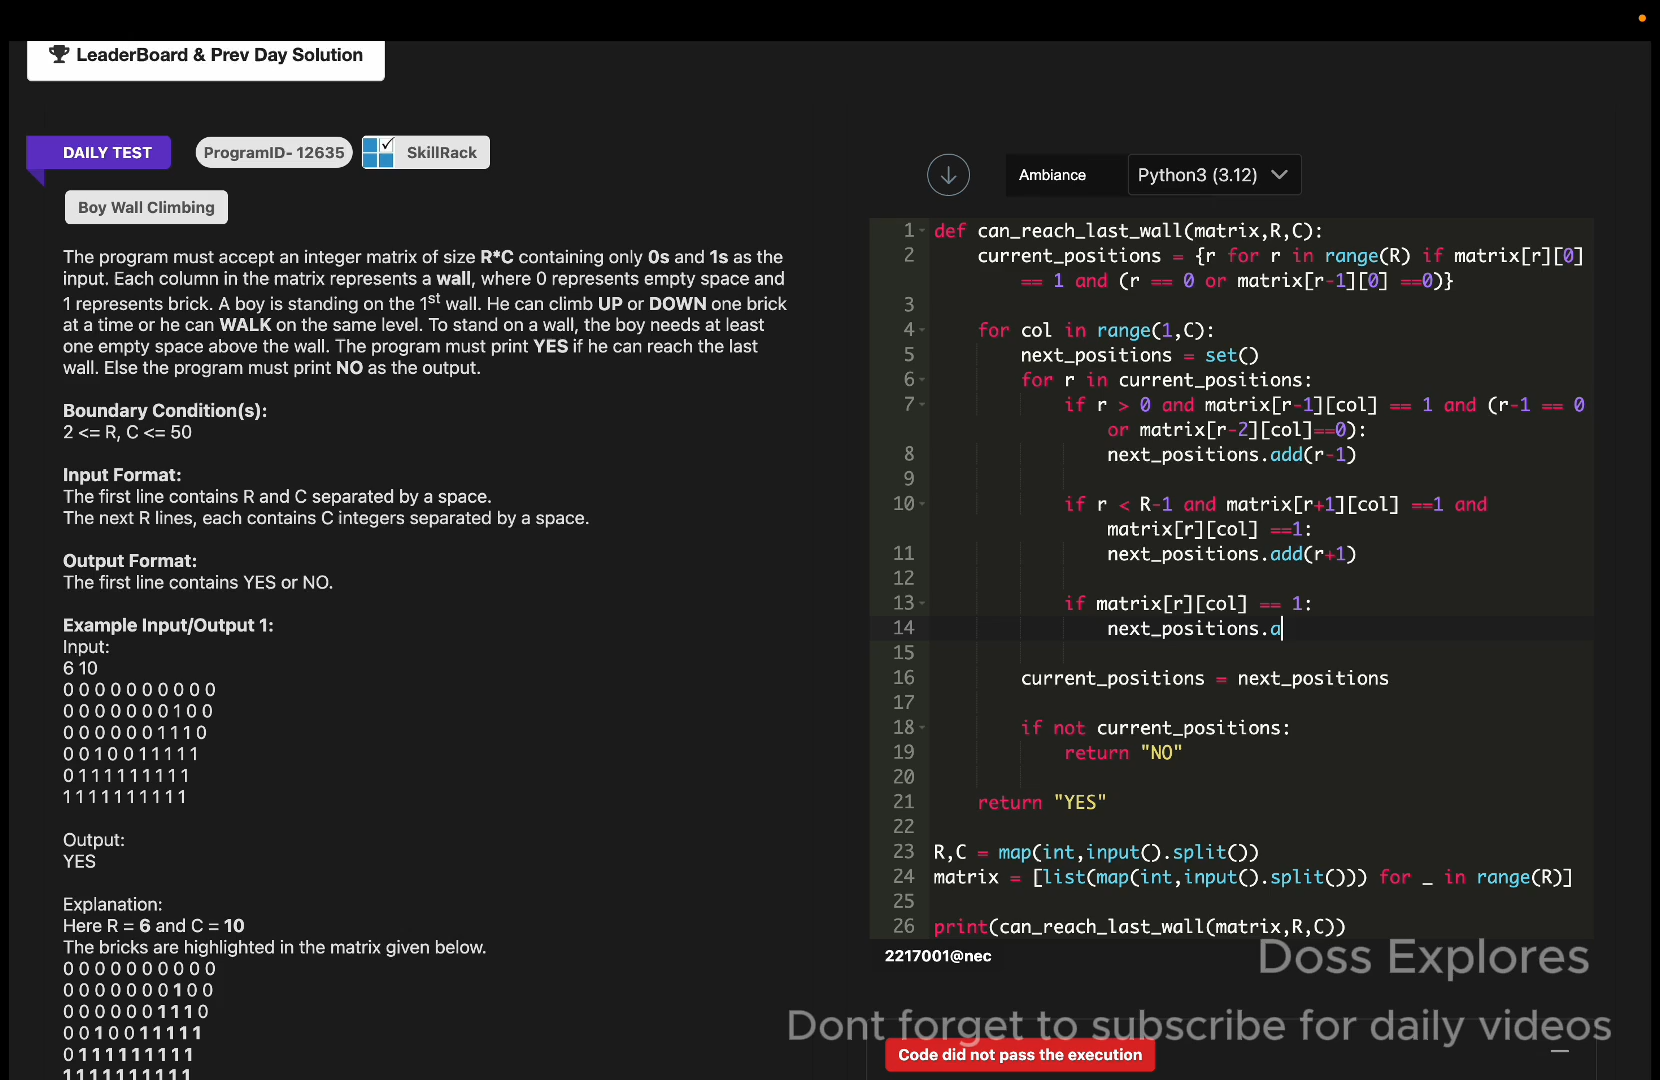 LeaderBoard & Prev Day Solution
DAILY TEST
ProgramID- 12635
SkillRack
Boy Wall Climbing
The program must accept an integer matrix of size R*C containing only 0s and 1s as the
input. Each column in the matrix represents a wall, where 0 represents empty space and
1 represents brick. A boy is standing on the 1st wall. He can climb UP or DOWN one brick
at a time or he can WALK on the same level. To stand on a wall, the boy needs at least
one empty space above the wall. The program must print YES if he can reach the last
wall. Else the program must print NO as the output.
Boundary Condition(s):
2 <= R, C <= 50
Input Format:
The first line contains R and C separated by a space.
The next R lines, each contains C integers separated by a space.
Output Format:
The first line contains YES or NO.
Example Input/Output 1:
Input:
6 10
0 0 0 0 0 0 0 0 0 0
0 0 0 0 0 0 0 1 0 0
0 0 0 0 0 0 1 1 1 0
0 0 1 0 0 1 1 1 1 1
0 1 1 1 1 1 1 1 1 1
1 1 1 1 1 1 1 1 1 1
Output:
YES
Explanation:
Here R = 6 and C = 10
The bricks are highlighted in the matrix given below.
0 0 0 0 0 0 0 0 0 0
0 0 0 0 0 0 0 1 0 0
0 0 0 0 0 0 1 1 1 0
0 0 1 0 0 1 1 1 1 1
0 1 1 1 1 1 1 1 1 1
1 1 1 1 1 1 1 1 1 1
Ambiance
Python3 (3.12)
1 def can_reach_last_wall(matrix,R,C):
2 current_positions = {r for r in range(R) if matrix[r][0]
== 1 and (r == 0 or matrix[r-1][0] ==0)}
3
4 for col in range(1,C):
5 next_positions = set()
6 for r in current_positions:
7 if r > 0 and matrix[r-1][col] == 1 and (r-1 == 0
or matrix[r-2][col]==0):
8 next_positions.add(r-1)
9
10 if r < R-1 and matrix[r+1][col] ==1 and
matrix[r][col] ==1:
11 next_positions.add(r+1)
12
13 if matrix[r][col] == 1:
14 next_positions.a
15
16 current_positions = next_positions
17
18 if not current_positions:
19 return "NO"
20
21 return "YES"
22
23 R,C = map(int,input().split())
24 matrix = [list(map(int,input().split())) for _ in range(R)]
25
26 print(can_reach_last_wall(matrix,R,C))
2217001@nec
Doss Explores
Dont forget to subscribe for daily videos
Code did not pass the execution